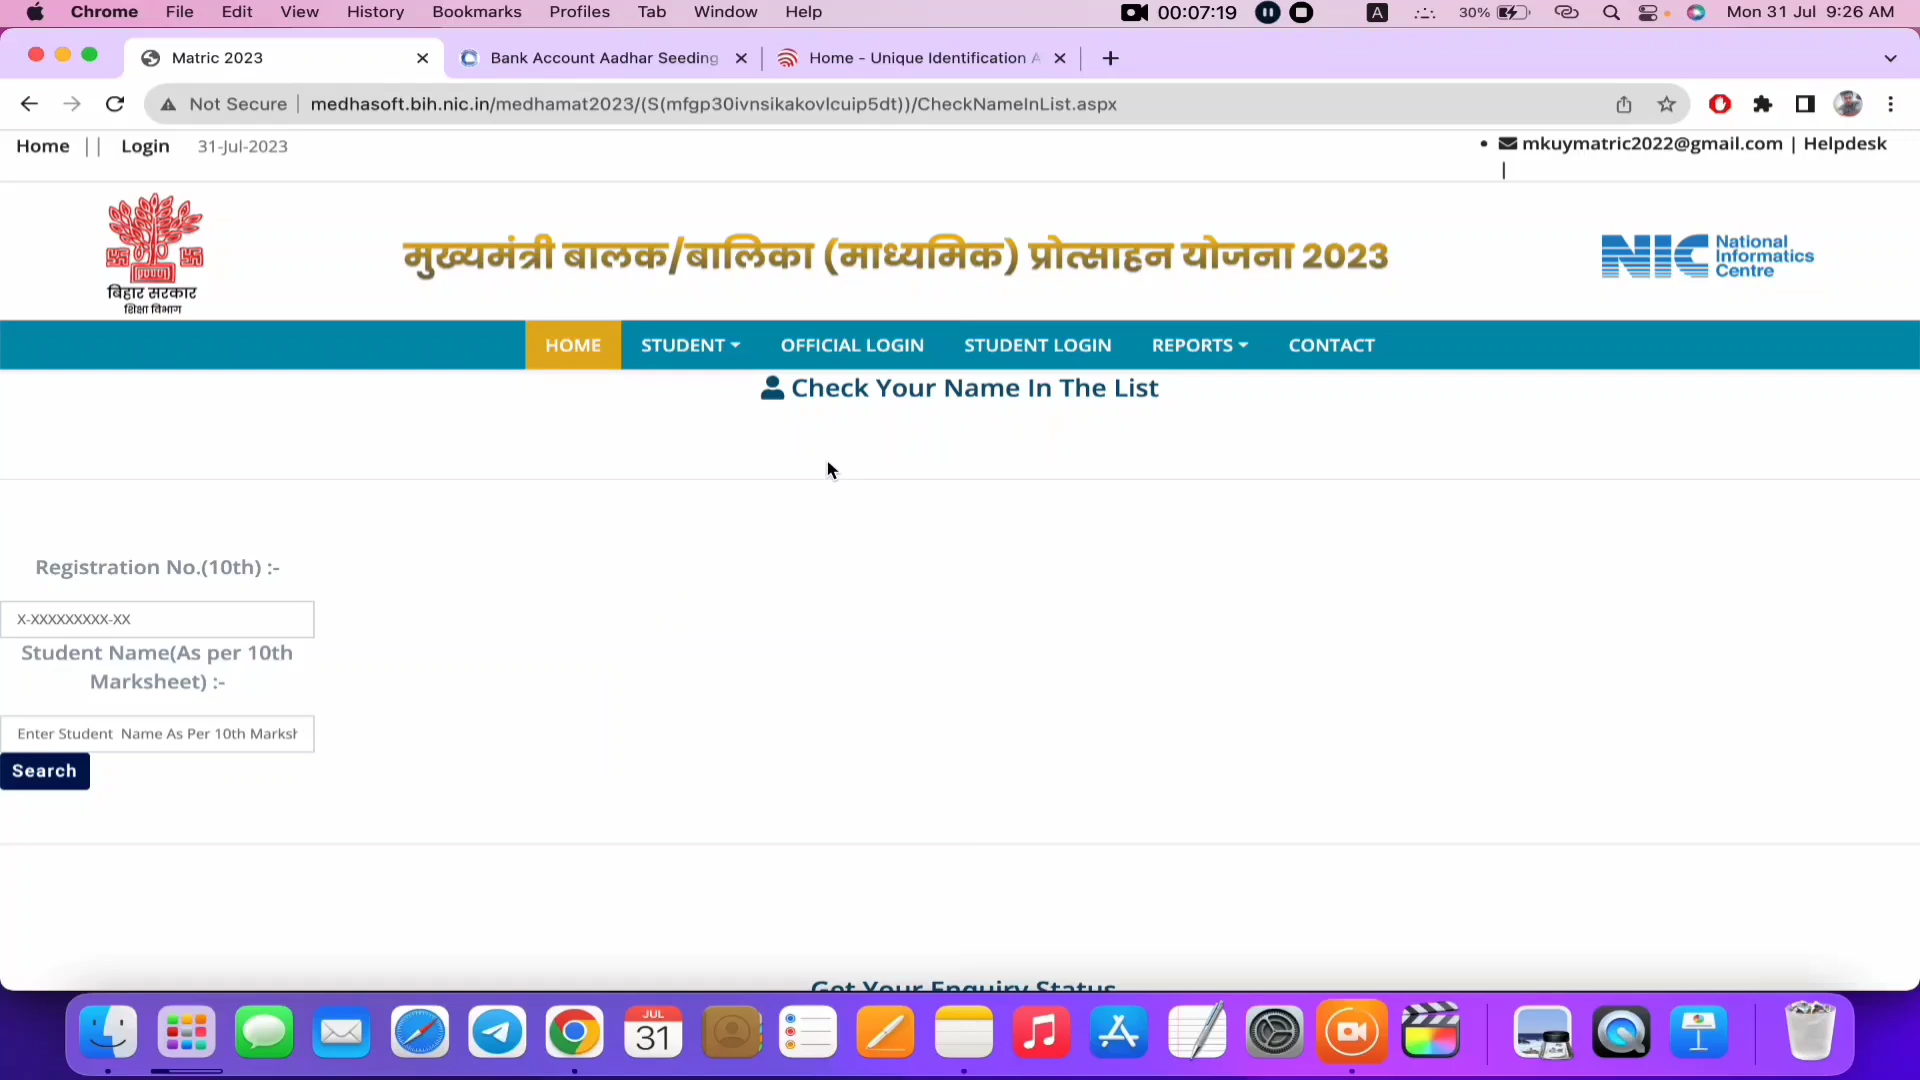 Chrome File Edit View History Bookmarks Profiles Tab Window Help 00:07:19 A 30% Mon 31 Jul 9:26 AM
Matric 2023 Bank Account Aadhar Seeding Home - Unique Identification A
Not Secure medhasoft.bih.nic.in/medhamat2023/(S(mfgp30ivnsikakovlcuip5dt))/CheckNameInList.aspx
Home || Login 31-Jul-2023 • mkuymatric2022@gmail.com | Helpdesk
|
बिहार सरकार
शिक्षा विभाग
मुख्यमंत्री बालक/बालिका (माध्यमिक) प्रोत्साहन योजना 2023
NIC National
Informatics
Centre
HOME STUDENT OFFICIAL LOGIN STUDENT LOGIN REPORTS CONTACT
Check Your Name In The List
Registration No.(10th) :-
X-XXXXXXXXX-XX
Student Name(As per 10th
Marksheet) :-
Enter Student Name As Per 10th Marksh
Search
Get Your Enquiry Status
JUL
31